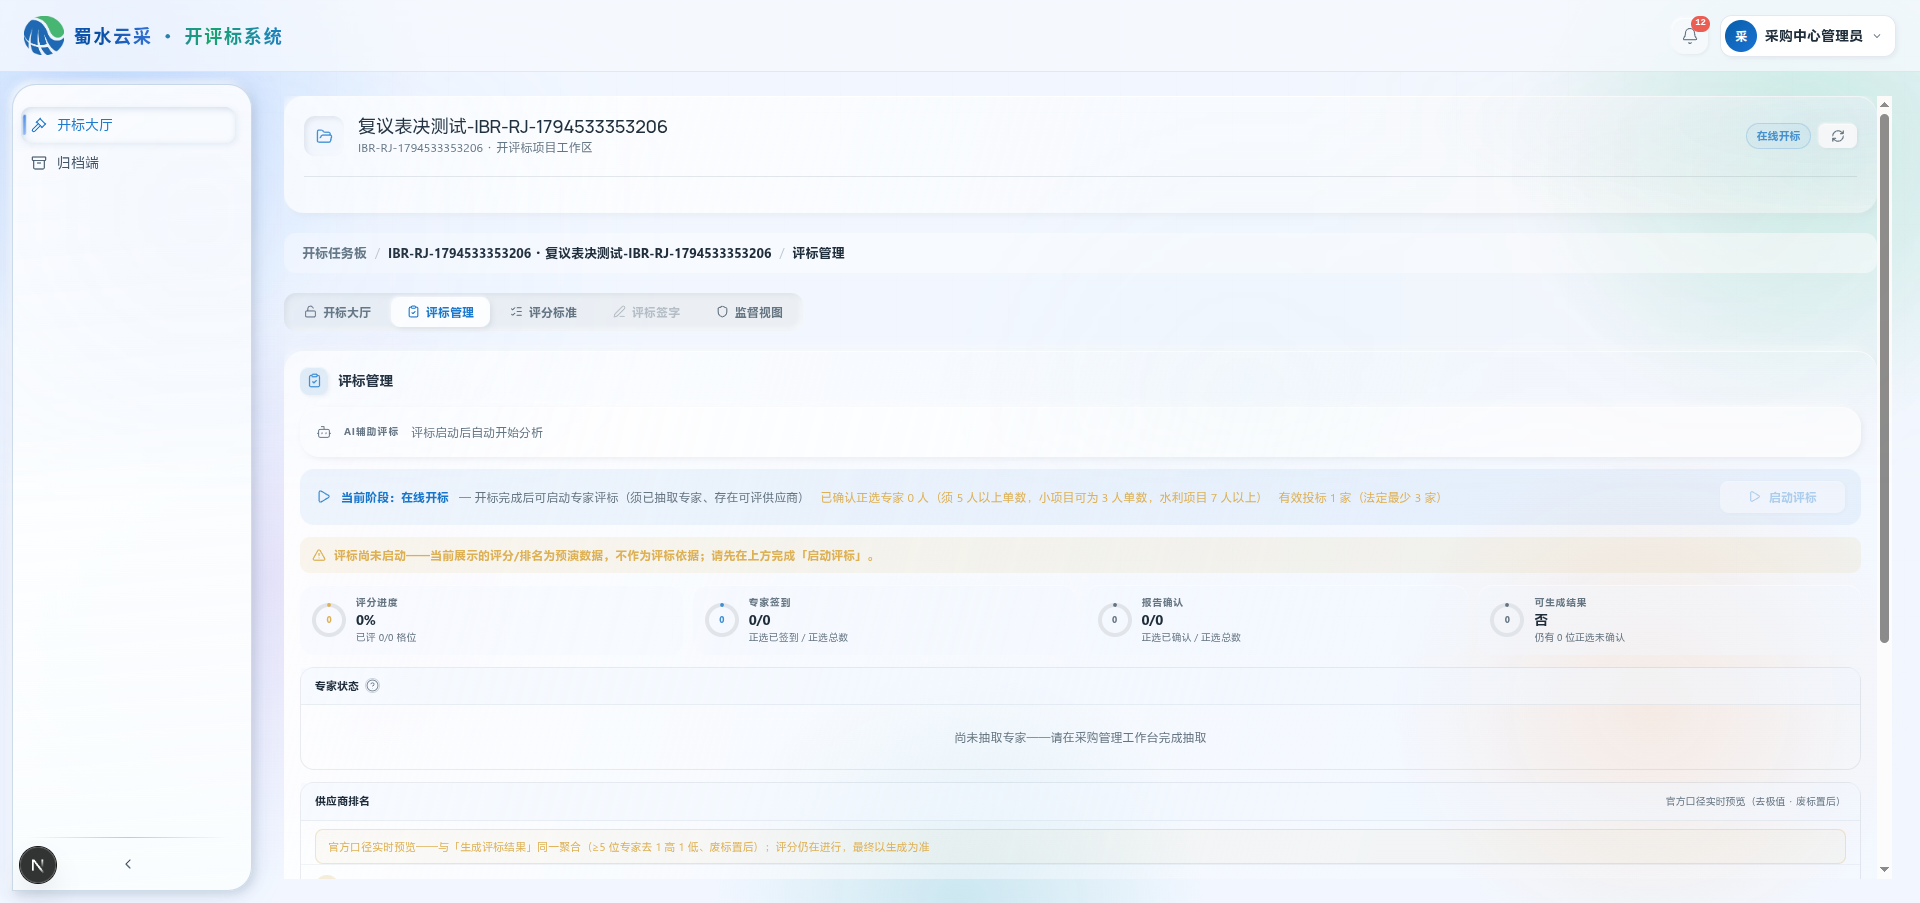 蜀水云采 · 开评标系统
12
采 采购中心管理员
开标大厅
归档端
复议表决测试-IBR-RJ-1794533353206
IBR-RJ-1794533353206 · 开评标项目工作区
在线开标
开标任务板 / IBR-RJ-1794533353206 · 复议表决测试-IBR-RJ-1794533353206 / 评标管理
开标大厅 评标管理 评分标准 评标签字 监督视图
评标管理
AI辅助评标 评标启动后自动开始分析
当前阶段：在线开标 — 开标完成后可启动专家评标（须已抽取专家、存在可评供应商） 已确认正选专家 0 人（须 5 人以上单数，小项目可为 3 人单数，水利项目 7 人以上） 有效投标 1 家（法定最少 3 家） 启动评标
评标尚未启动——当前展示的评分/排名为预演数据，不作为评标依据；请先在上方完成「启动评标」。
0 评分进度 0% 已评 0/0 格位
0 专家签到 0/0 正选已签到 / 正选总数
0 报告确认 0/0 正选已确认 / 正选总数
0 可生成结果 否 仍有 0 位正选未确认
专家状态
尚未抽取专家——请在采购管理工作台完成抽取
供应商排名 官方口径实时预览（去极值 · 废标置后）
官方口径实时预览——与「生成评标结果」同一聚合（≥5 位专家去 1 高 1 低、废标置后）；评分仍在进行，最终以生成为准
N